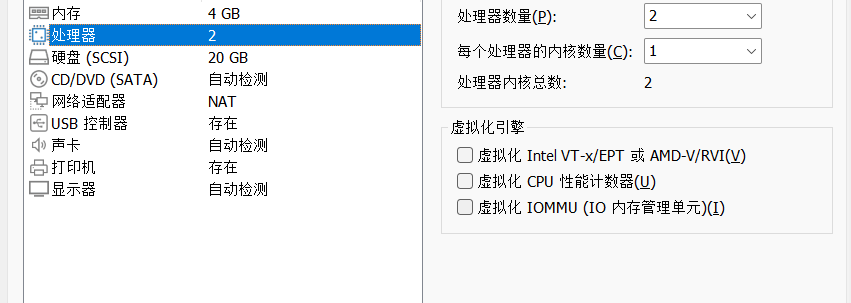 内存 4 GB
处理器 2
硬盘 (SCSI) 20 GB
CD/DVD (SATA) 自动检测
网络适配器 NAT
USB 控制器 存在
声卡 自动检测
打印机 存在
显示器 自动检测
处理器数量(P): 2
每个处理器的内核数量(C): 1
处理器内核总数: 2
虚拟化引擎
虚拟化 Intel VT-x/EPT 或 AMD-V/RVI(V)
虚拟化 CPU 性能计数器(U)
虚拟化 IOMMU (IO 内存管理单元)(I)